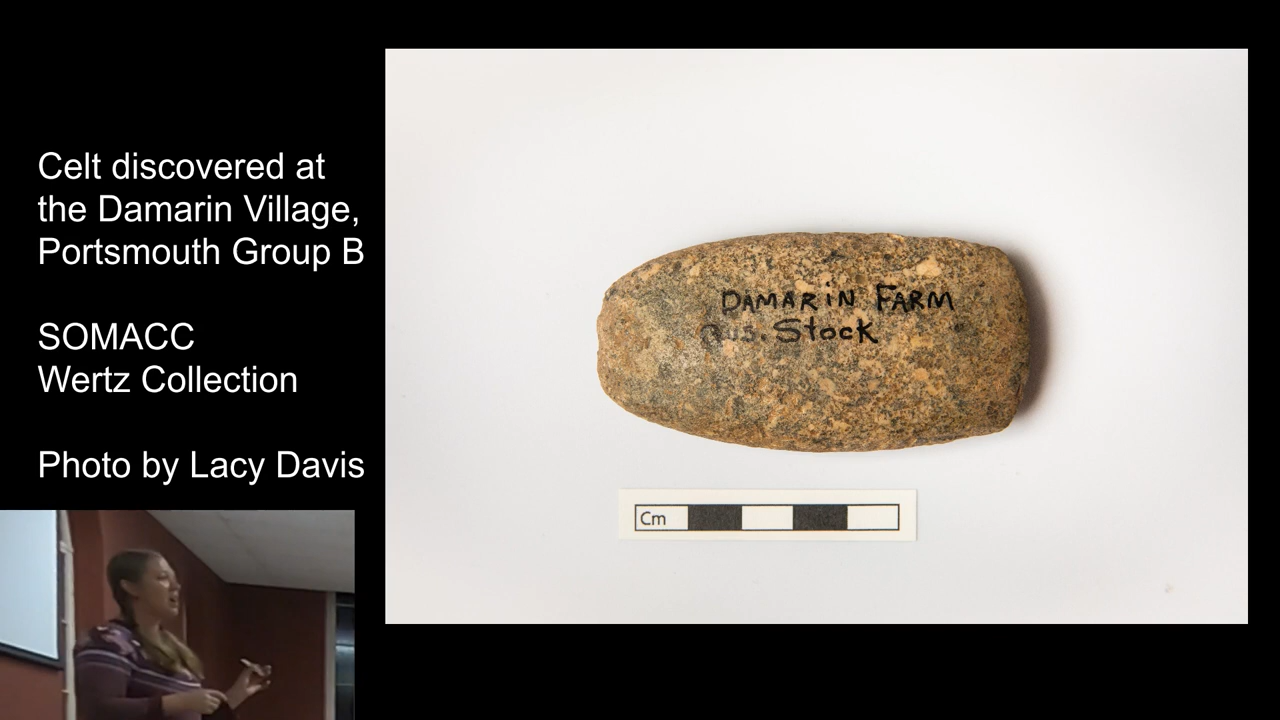 Celt discovered at
the Damarin Village,
Portsmouth Group B
SOMACC
Wertz Collection
Photo by Lacy Davis
DAMARIN FARM
Stock
Cm